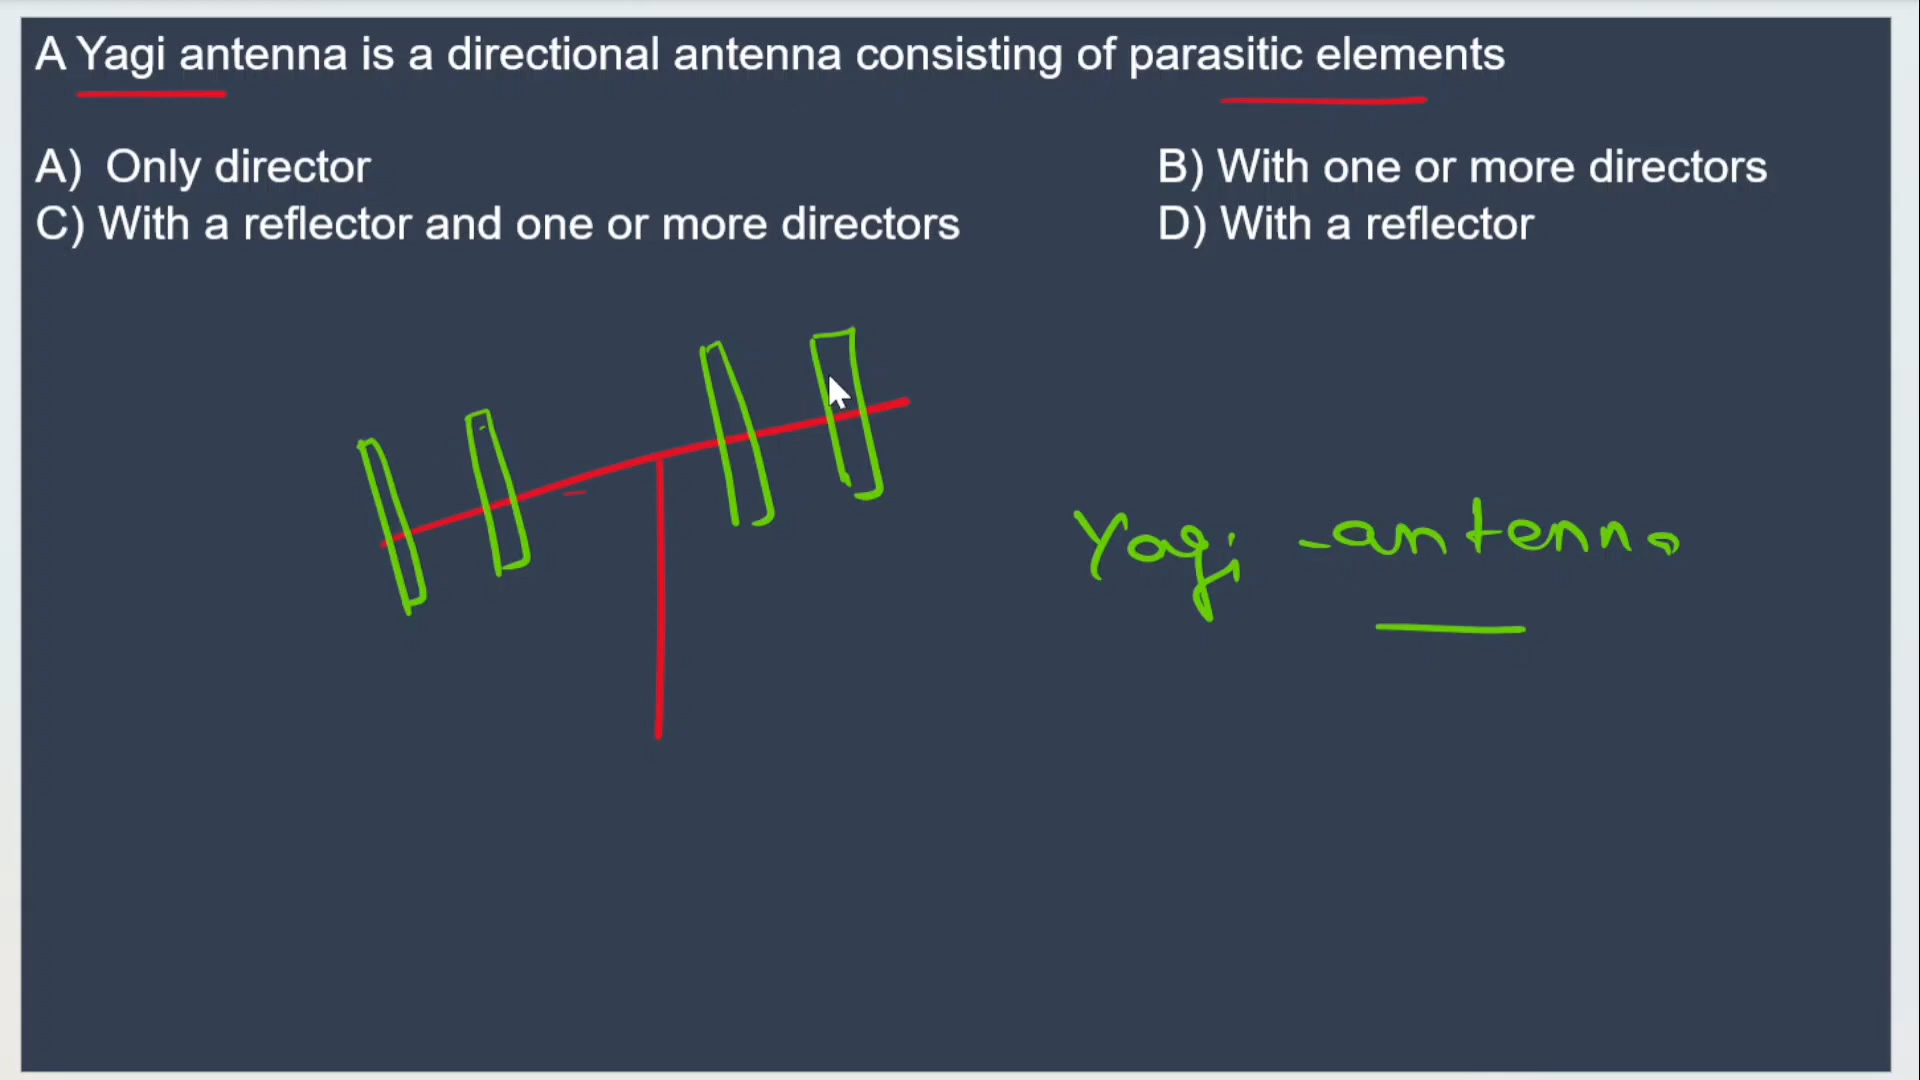 A Yagi antenna is a directional antenna consisting of parasitic elements
A) Only director
B) With one or more directors
C) With a reflector and one or more directors
D) With a reflector
Yagi -antenna